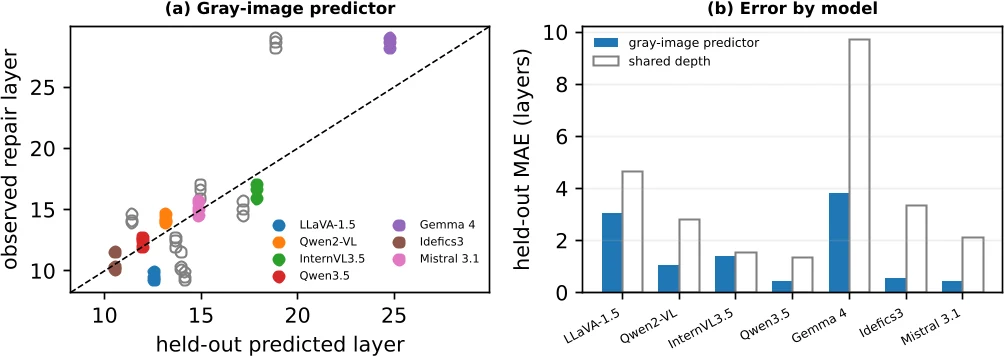 (a) Gray-image predictor
observed repair layer
25
20
15
10
10
15
20
25
held-out predicted layer
LLaVA-1.5
Qwen2-VL
InternVL3.5
Qwen3.5
Gemma 4
Idefics3
Mistral 3.1
(b) Error by model
held-out MAE (layers)
10
8
6
4
2
0
gray-image predictor
shared depth
LLaVA-1.5
Qwen2-VL
InternVL3.5
Qwen3.5
Gemma 4
Idefics3
Mistral 3.1